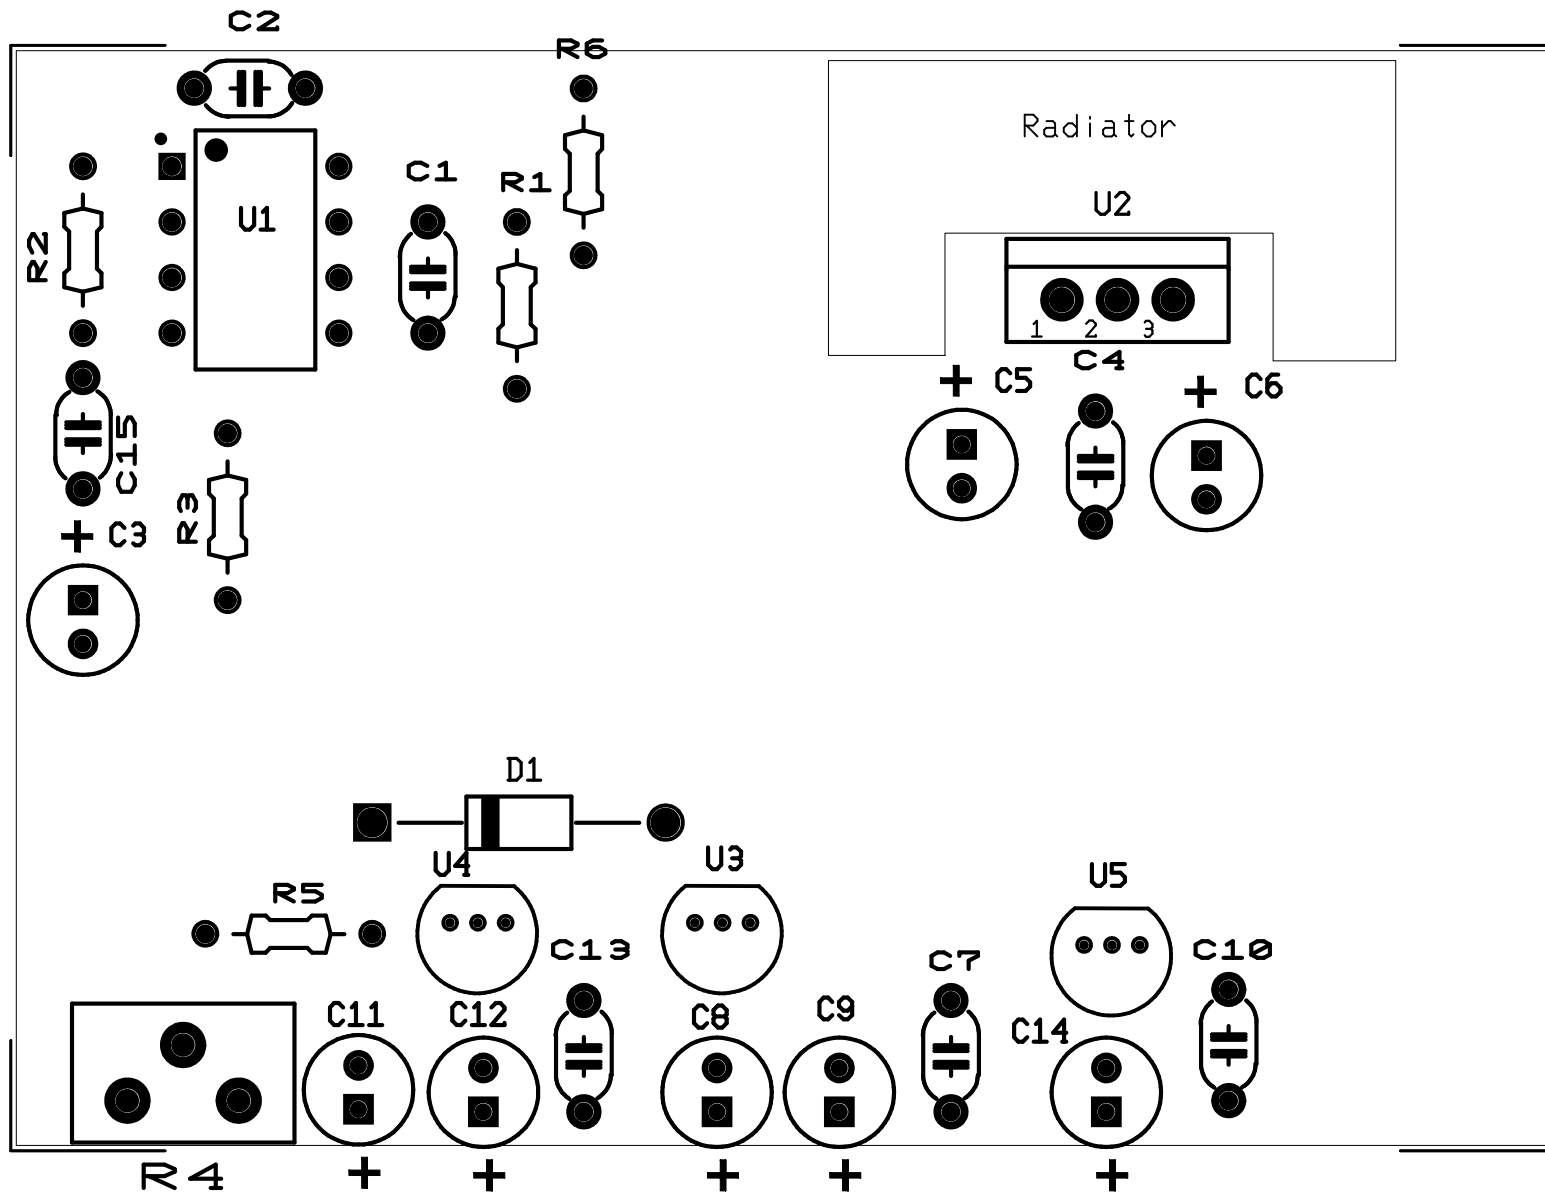 C2
R6
Radiator
C1
R1
U2
U1
R2
1 2 3
C4
C5
C6
C15
R3
C3
+
+
+
D1
U4
U3
U5
R5
C13
C7
C10
C11
C12
C8
C9
C14
R4
+
+
+
+
+